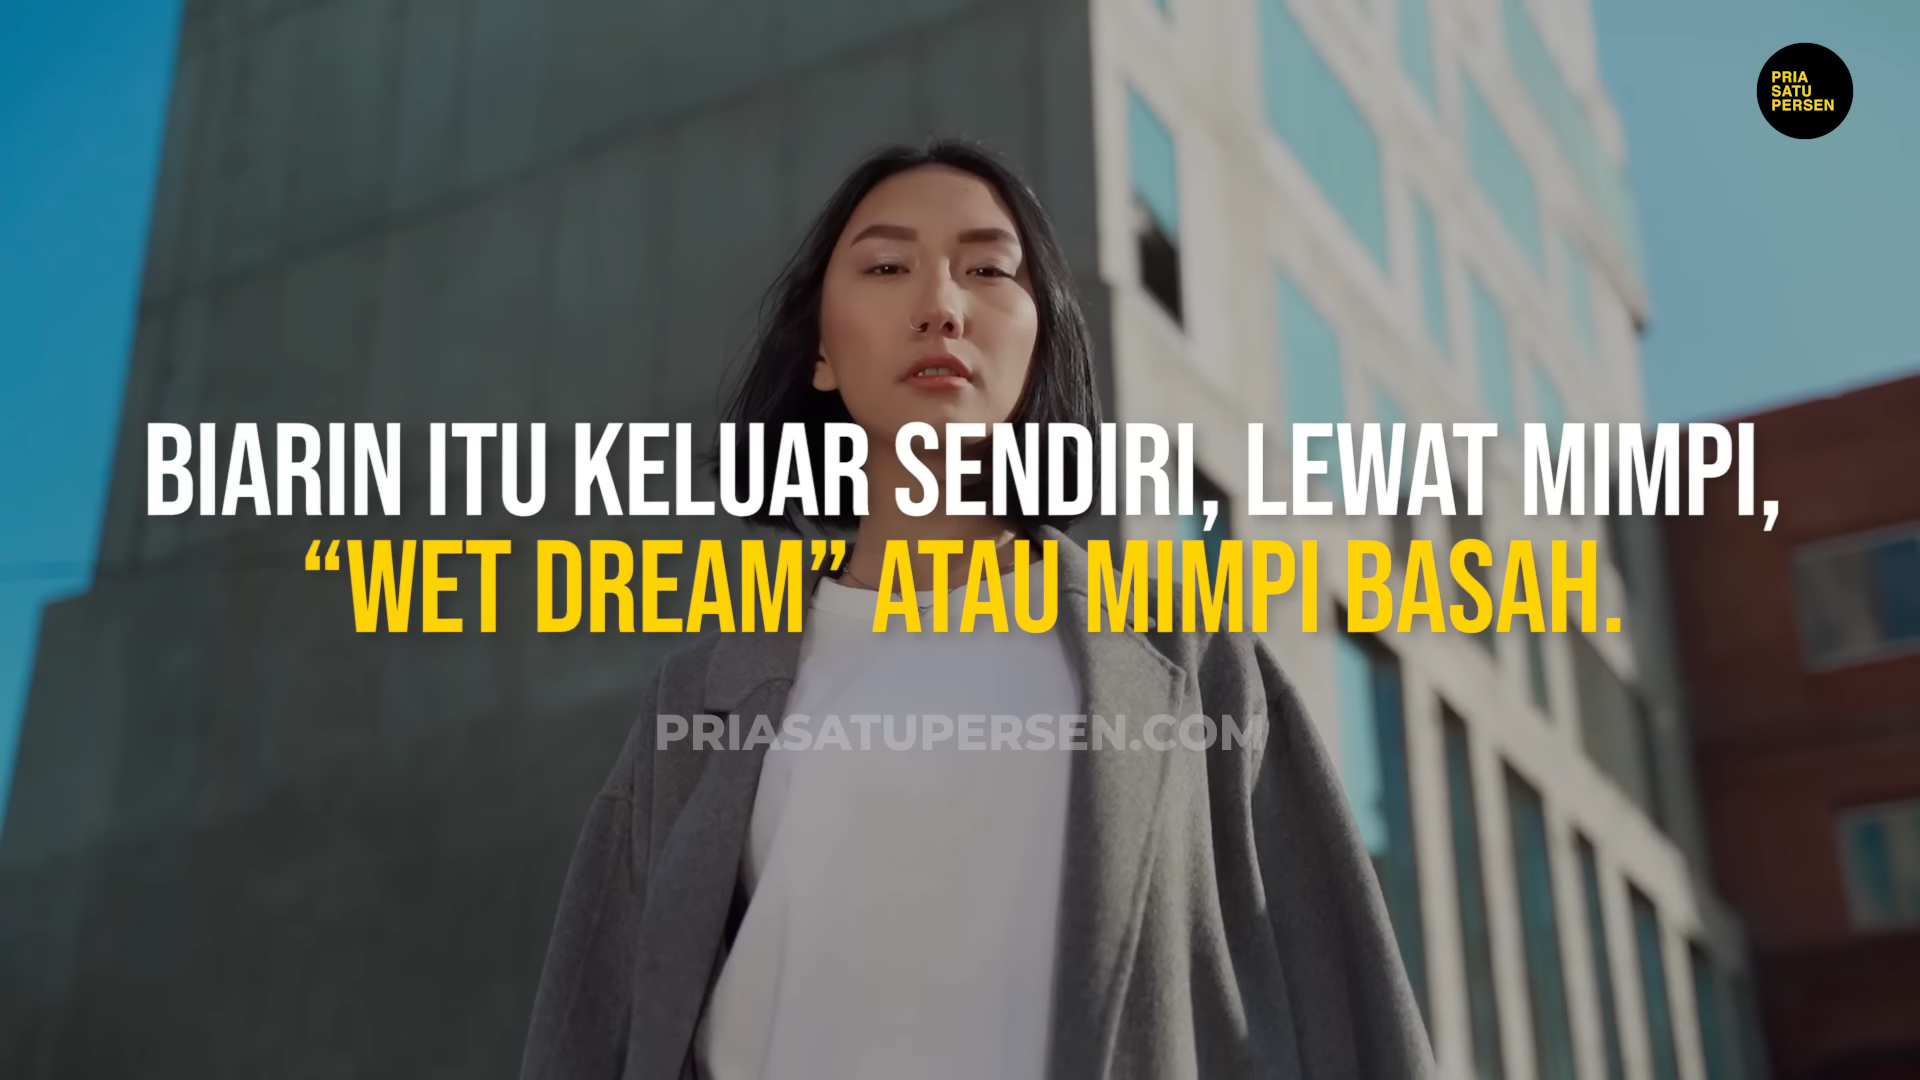 PRIA
SATU
PERSEN
BIARIN ITU KELUAR SENDIRI, LEWAT MIMPI,
“WET DREAM” ATAU MIMPI BASAH.
PRIASATUPERSEN.COM